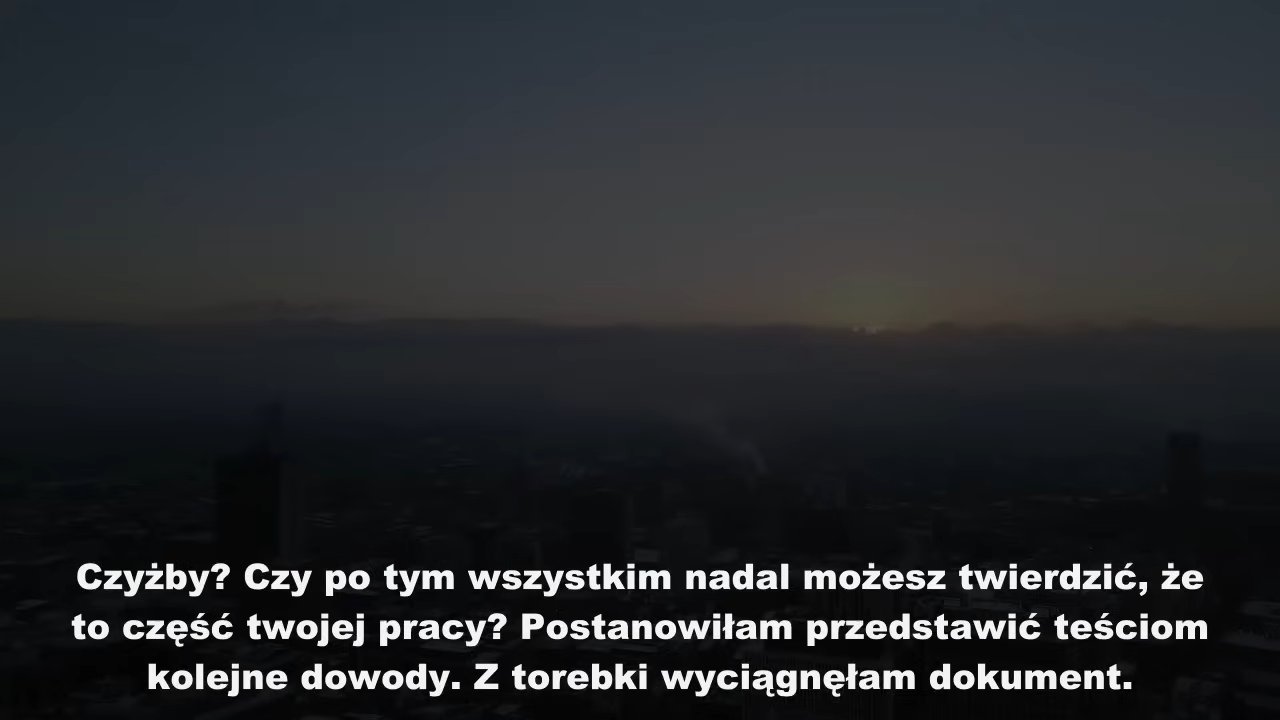 Czyżby? Czy po tym wszystkim nadal możesz twierdzić, że
to część twojej pracy? Postanowiłam przedstawić teściom
kolejne dowody. Z torebki wyciągnęłam dokument.